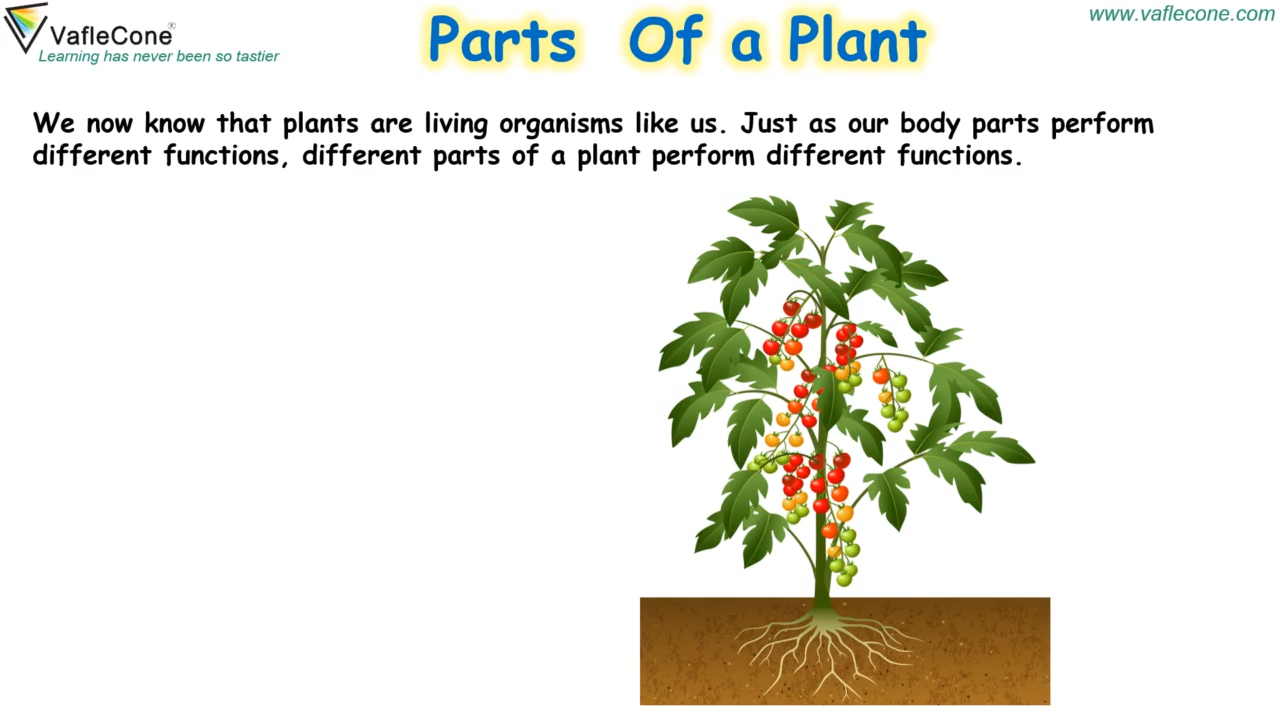 VafleCone®
Learning has never been so tastier
Parts Of a Plant
www.vaflecone.com
We now know that plants are living organisms like us. Just as our body parts perform
different functions, different parts of a plant perform different functions.